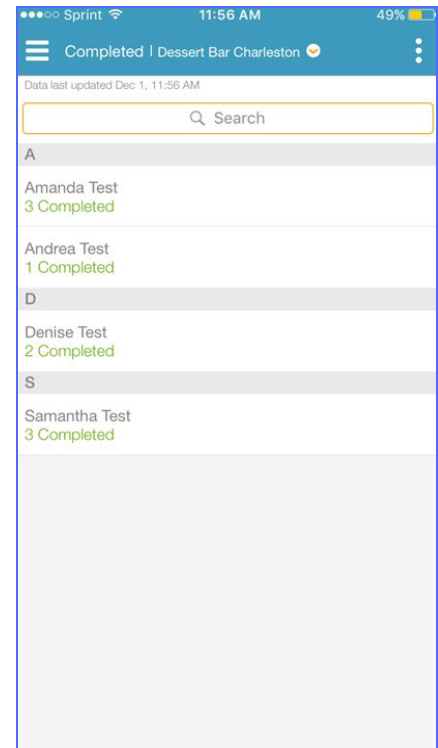 Sprint 11:56 AM 49%
Completed | Dessert Bar Charleston
Data last updated Dec 1, 11:56 AM
Search
A
Amanda Test
3 Completed
Andrea Test
1 Completed
D
Denise Test
2 Completed
S
Samantha Test
3 Completed